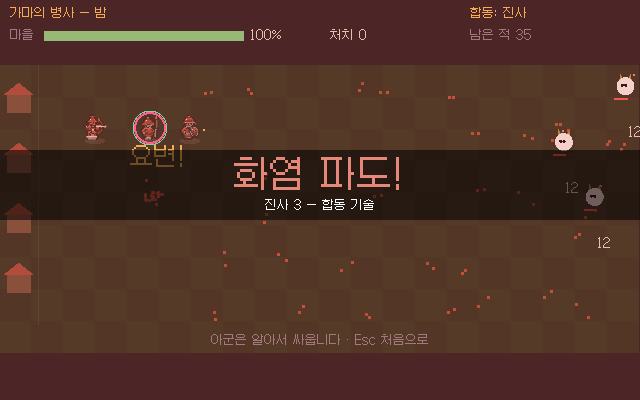 가마의 병사 – 밤
합동: 진사
마을 100% 처치 0 남은 적 35
12
요변!
화염 파도!
12
진사 3 – 합동 기술
12
아군은 알아서 싸웁니다 · Esc 처음으로